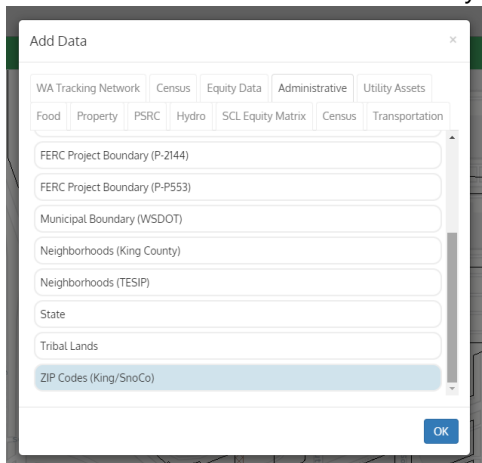 Add Data ×
WA Tracking Network Census Equity Data Administrative Utility Assets
Food Property PSRC Hydro SCL Equity Matrix Census Transportation
FERC Project Boundary (P-2144)
FERC Project Boundary (P-P553)
Municipal Boundary (WSDOT)
Neighborhoods (King County)
Neighborhoods (TESIP)
State
Tribal Lands
ZIP Codes (King/SnoCo)
OK